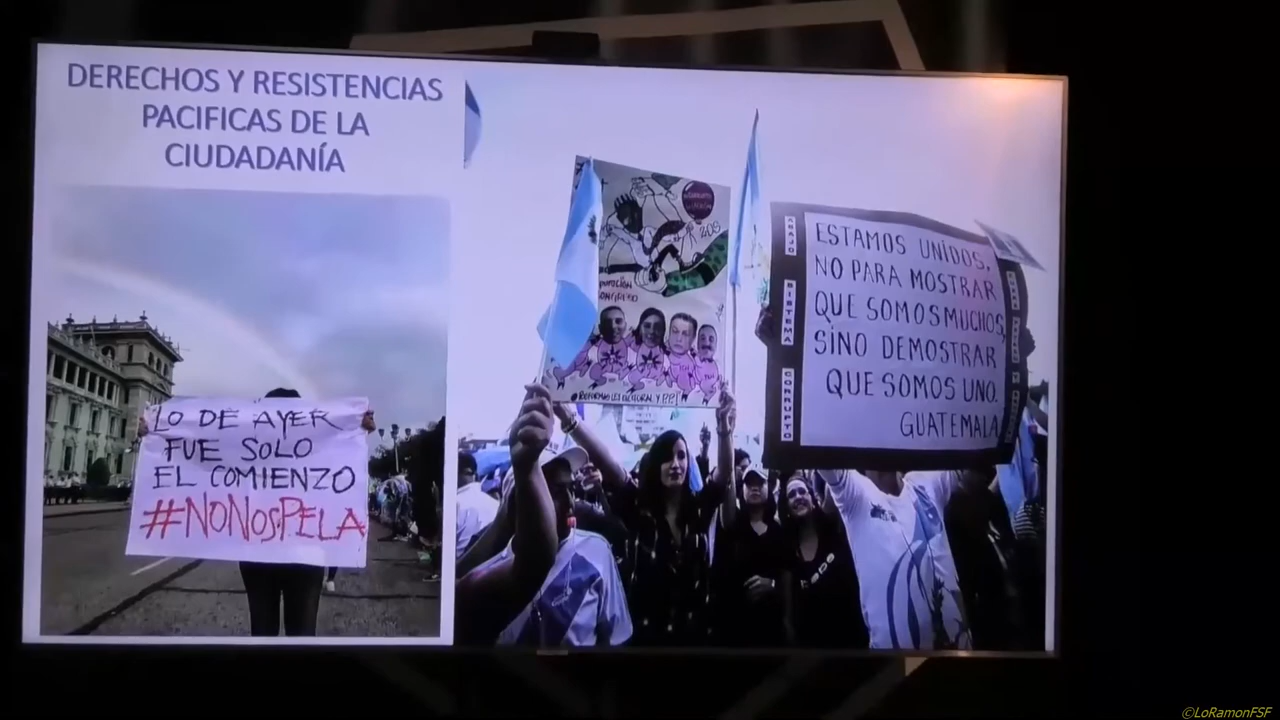 DERECHOS Y RESISTENCIAS
PACIFICAS DE LA
CIUDADANÍA
LO DE AYER
FUE SOLO
EL COMIENZO
#NONOSPELA
ABAJO
SISTEMA
CORRUPTO
ESTAMOS UNIDOS.
NO PARA MOSTRAR
QUE SOMOS MUCHOS,
SINO DEMOSTRAR
QUE SOMOS UNO.
GUATEMALA
©LoRamonFSF